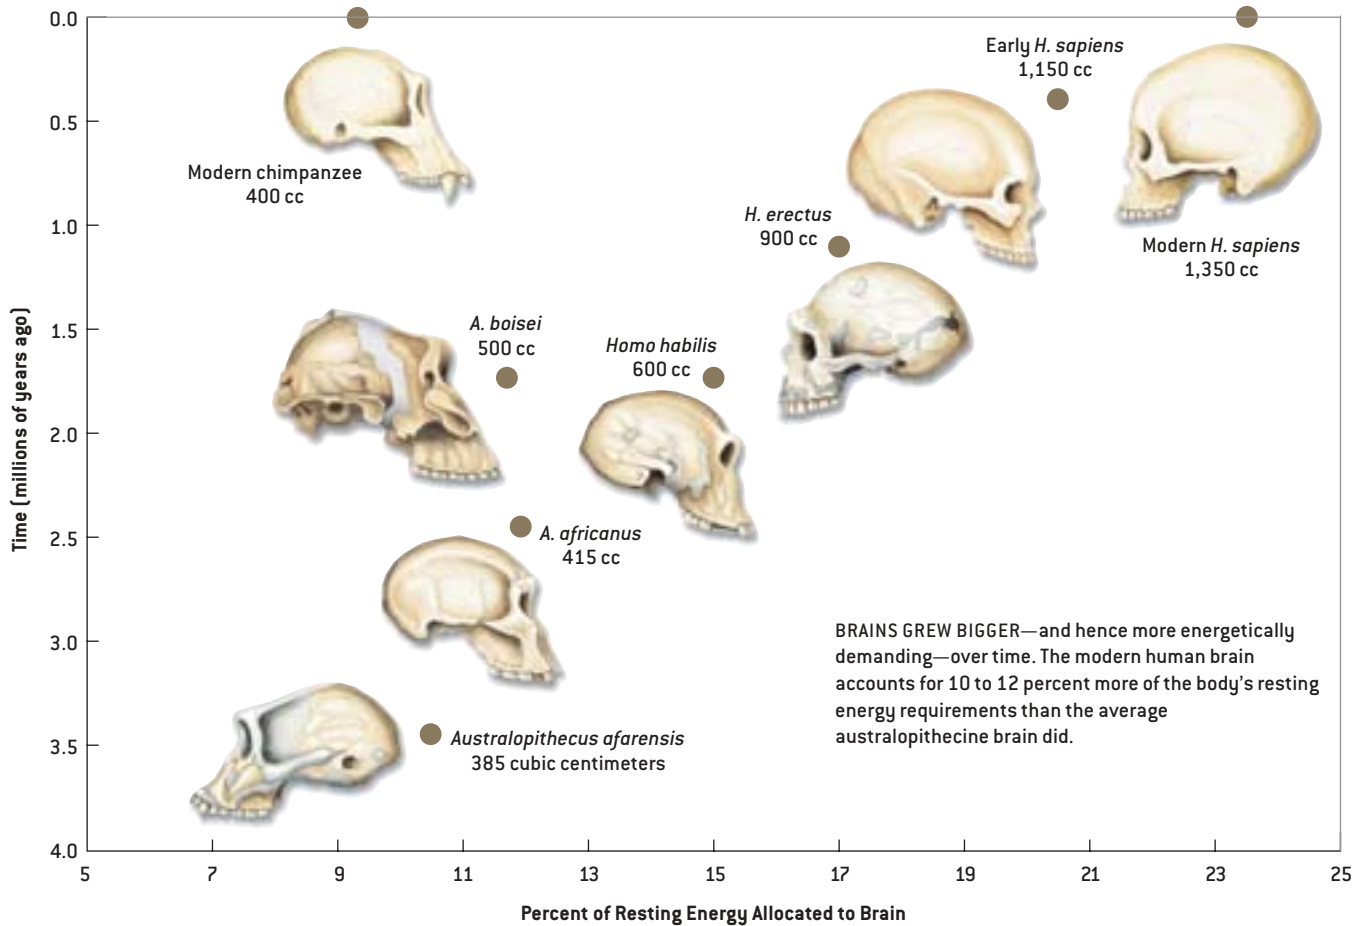 0.0
0.5
1.0
1.5
2.0
2.5
3.0
3.5
4.0
Time (millions of years ago)
Modern chimpanzee
400 cc
Early H. sapiens
1,150 cc
H. erectus
900 cc
Modern H. sapiens
1,350 cc
A. boisei
500 cc
Homo habilis
600 cc
A. africanus
415 cc
Australopithecus afarensis
385 cubic centimeters
BRAINS GREW BIGGER—and hence more energetically
demanding—over time. The modern human brain
accounts for 10 to 12 percent more of the body’s resting
energy requirements than the average
australopithecine brain did.
5 7 9 11 13 15 17 19 21 23 25
Percent of Resting Energy Allocated to Brain